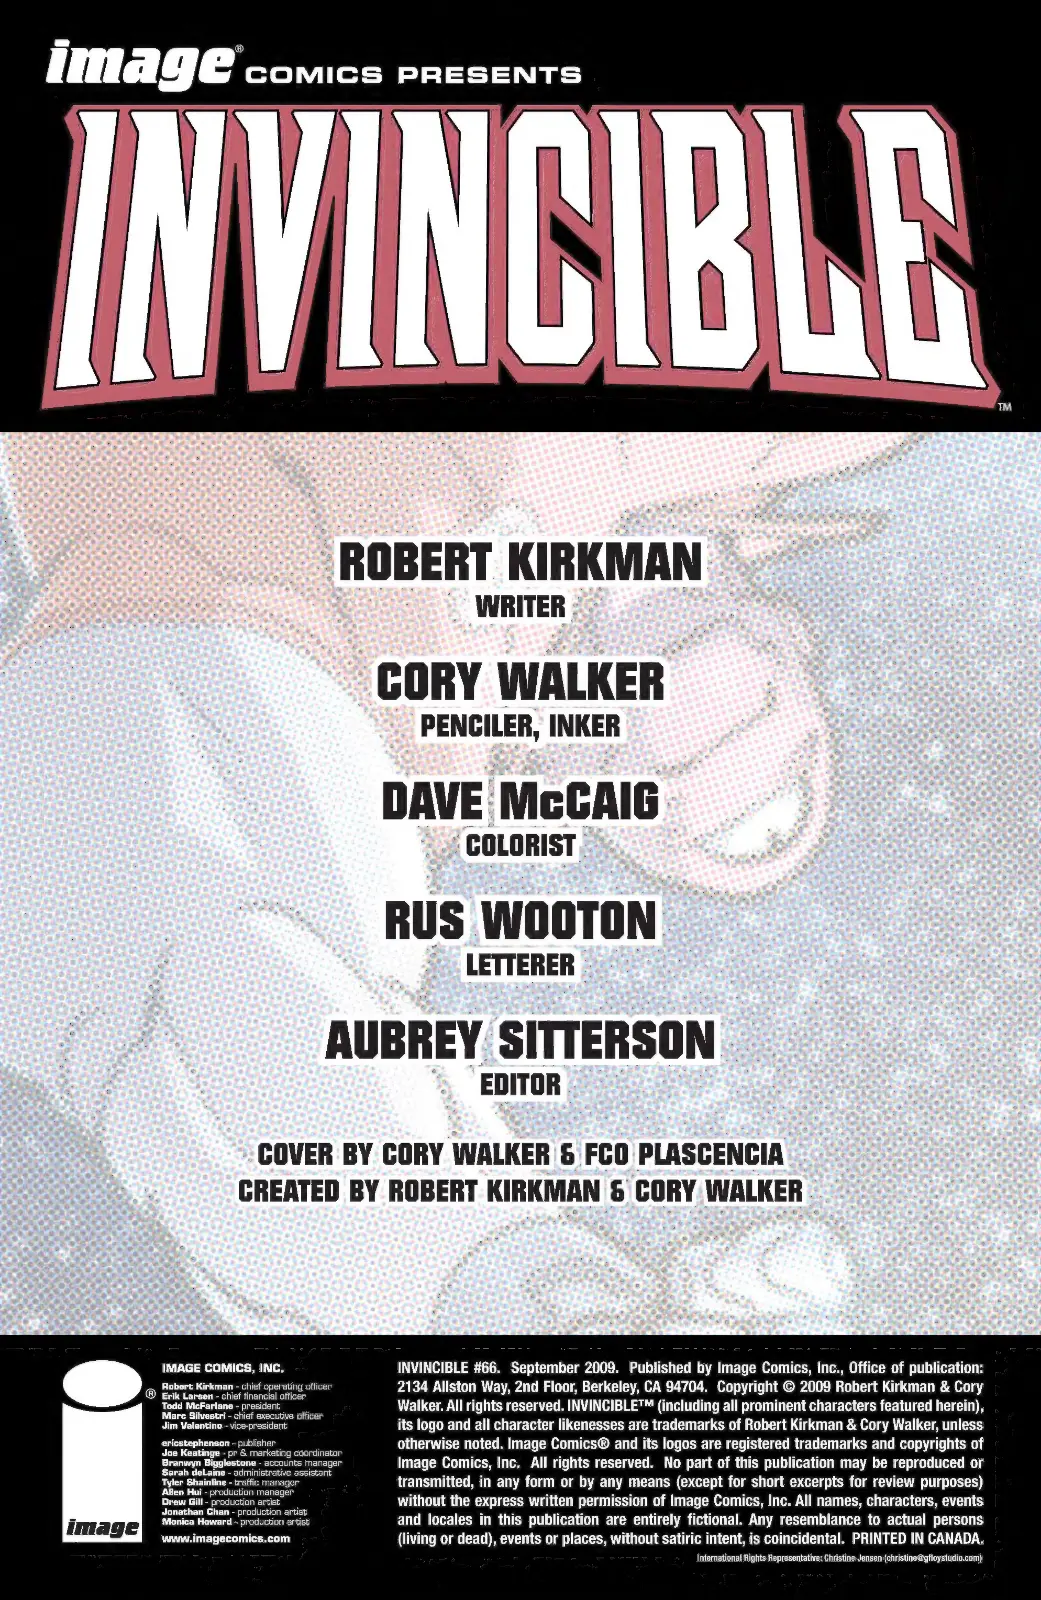 image® COMICS PRESENTS
INVINCIBLE
™
ROBERT KIRKMAN
WRITER
CORY WALKER
PENCILER, INKER
DAVE McCAIG
COLORIST
RUS WOOTON
LETTERER
AUBREY SITTERSON
EDITOR
COVER BY CORY WALKER & FCO PLASCENCIA
CREATED BY ROBERT KIRKMAN & CORY WALKER
®
image
IMAGE COMICS, INC.
Robert Kirkman - chief operating officer
Erik Larsen - chief financial officer
Todd McFarlane - president
Marc Silvestri - chief executive officer
Jim Valentino - vice-president
ericstephenson - publisher
Joe Keatinge - pr & marketing coordinator
Branwyn Bigglestone - accounts manager
Sarah deLaine - administrative assistant
Tyler Shainline - traffic manager
Allen Hui - production manager
Drew Gill - production artist
Jonathan Chan - production artist
Monica Howard - production artist
www.imagecomics.com
INVINCIBLE #66. September 2009. Published by Image Comics, Inc., Office of publication:
2134 Allston Way, 2nd Floor, Berkeley, CA 94704. Copyright © 2009 Robert Kirkman & Cory
Walker. All rights reserved. INVINCIBLE™ (including all prominent characters featured herein),
its logo and all character likenesses are trademarks of Robert Kirkman & Cory Walker, unless
otherwise noted. Image Comics® and its logos are registered trademarks and copyrights of
Image Comics, Inc. All rights reserved. No part of this publication may be reproduced or
transmitted, in any form or by any means (except for short excerpts for review purposes)
without the express written permission of Image Comics, Inc. All names, characters, events
and locales in this publication are entirely fictional. Any resemblance to actual persons
(living or dead), events or places, without satiric intent, is coincidental. PRINTED IN CANADA.
International Rights Representative: Christine Jensen (christine@gfloystudio.com)